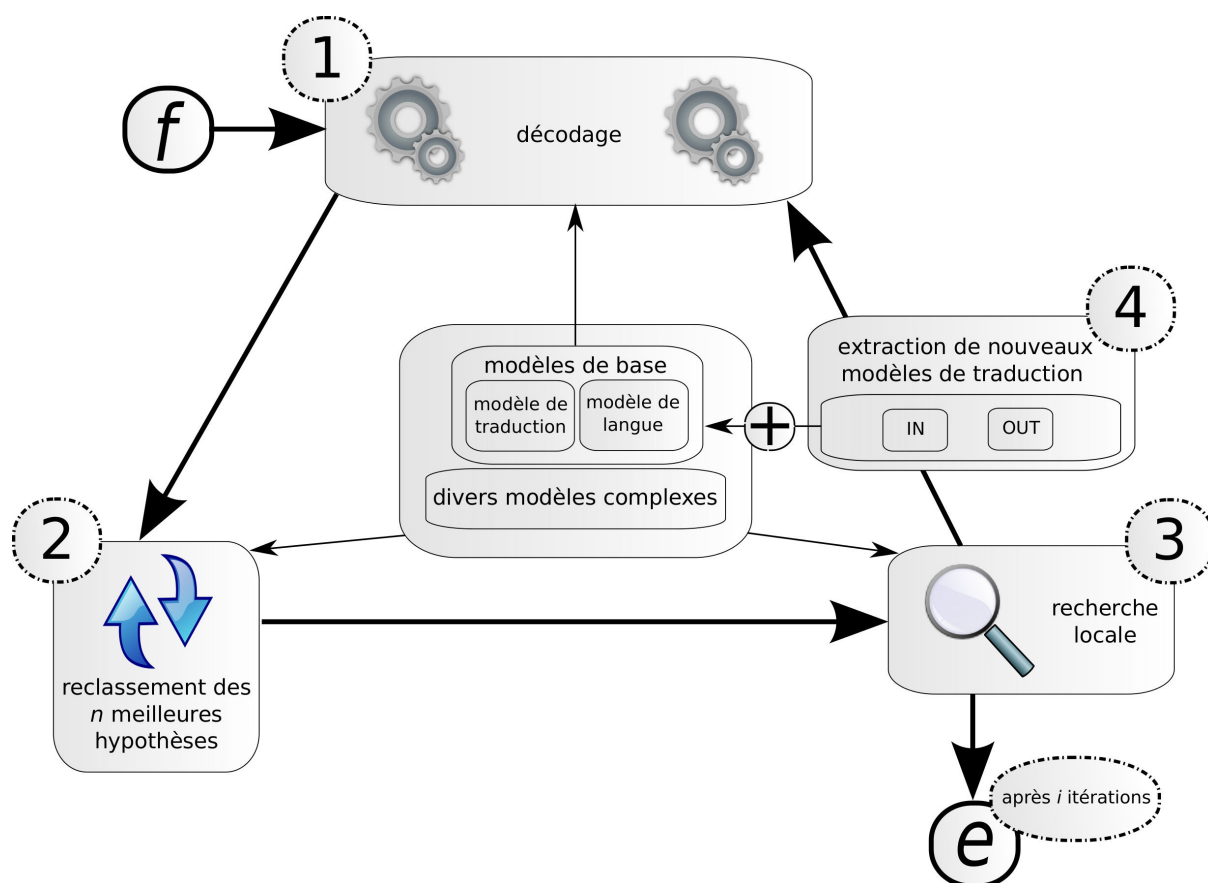 1
f
décodage
4
extraction de nouveaux
modèles de traduction
IN
OUT
+
modèles de base
modèle de
traduction
modèle de
langue
divers modèles complexes
2
reclassement des
n meilleures
hypothèses
3
recherche
locale
après i itérations
e